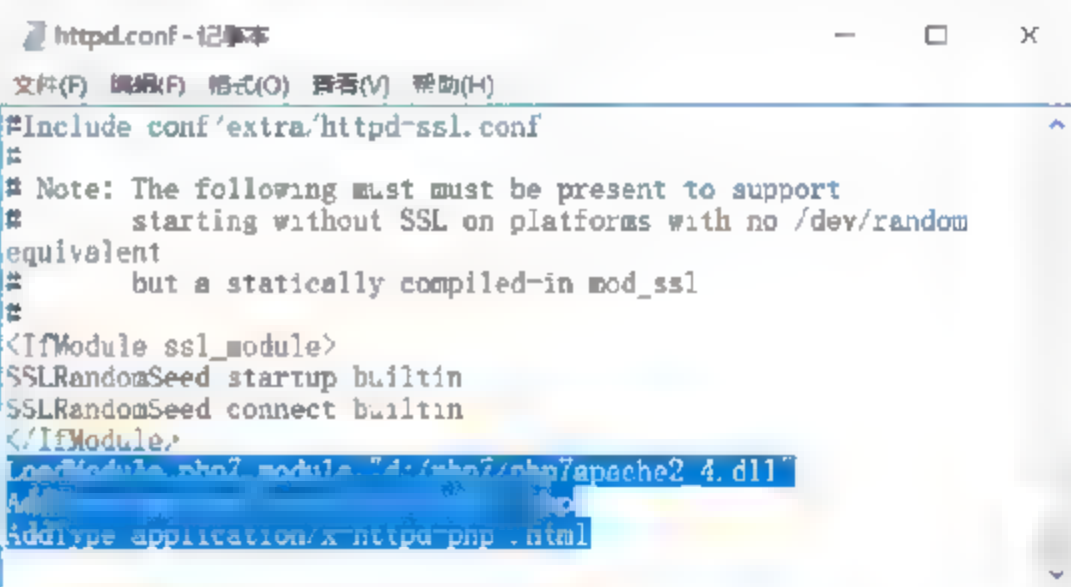 httpd.conf - 记事本
文件(F) 编辑(F) 格式(O) 查看(V) 帮助(H)
#Include conf/extra/httpd-ssl.conf
#
# Note: The following must must be present to support
# starting without SSL on platforms with no /dev/random
equivalent
# but a statically compiled-in mod_ssl
#
<IfModule ssl_module>
SSLRandomSeed startup builtin
SSLRandomSeed connect builtin
</IfModule>
LoadModule php7_module "d:/php7/php7apache2_4.dll"
AddType application/x-httpd-php .html